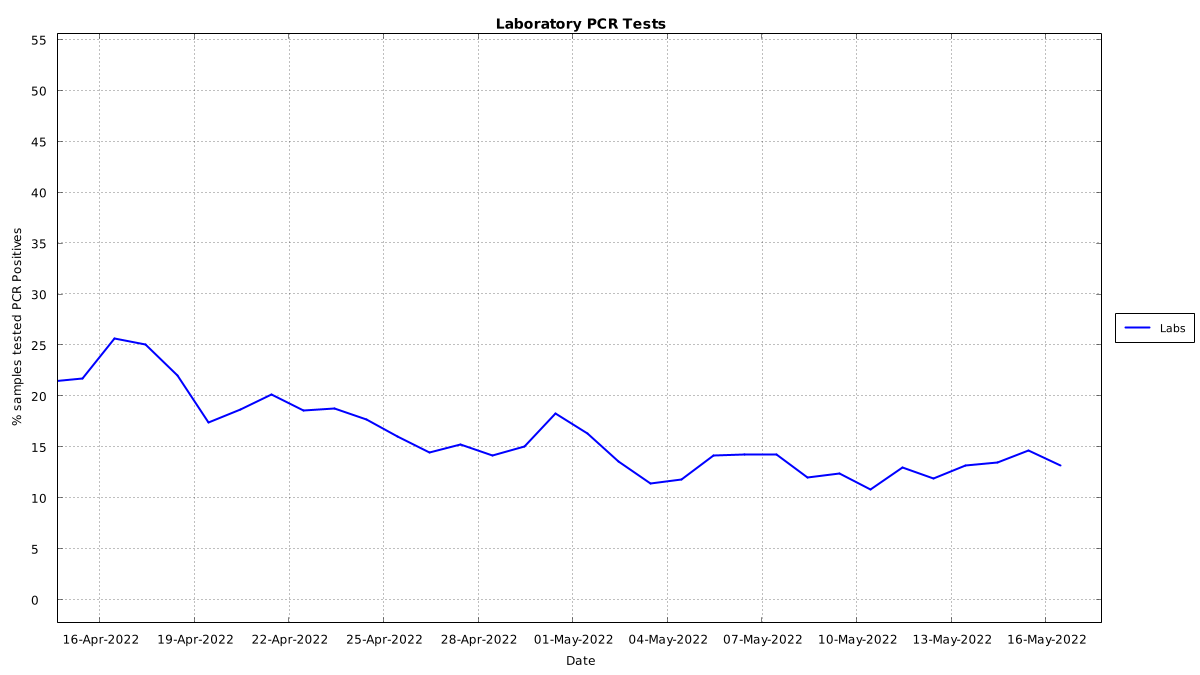 Laboratory PCR Tests
55
50
45
40
35
30
25
20
15
10
5
0
% samples tested PCR Positives
Labs
16-Apr-2022 19-Apr-2022 22-Apr-2022 25-Apr-2022 28-Apr-2022 01-May-2022 04-May-2022 07-May-2022 10-May-2022 13-May-2022 16-May-2022
Date